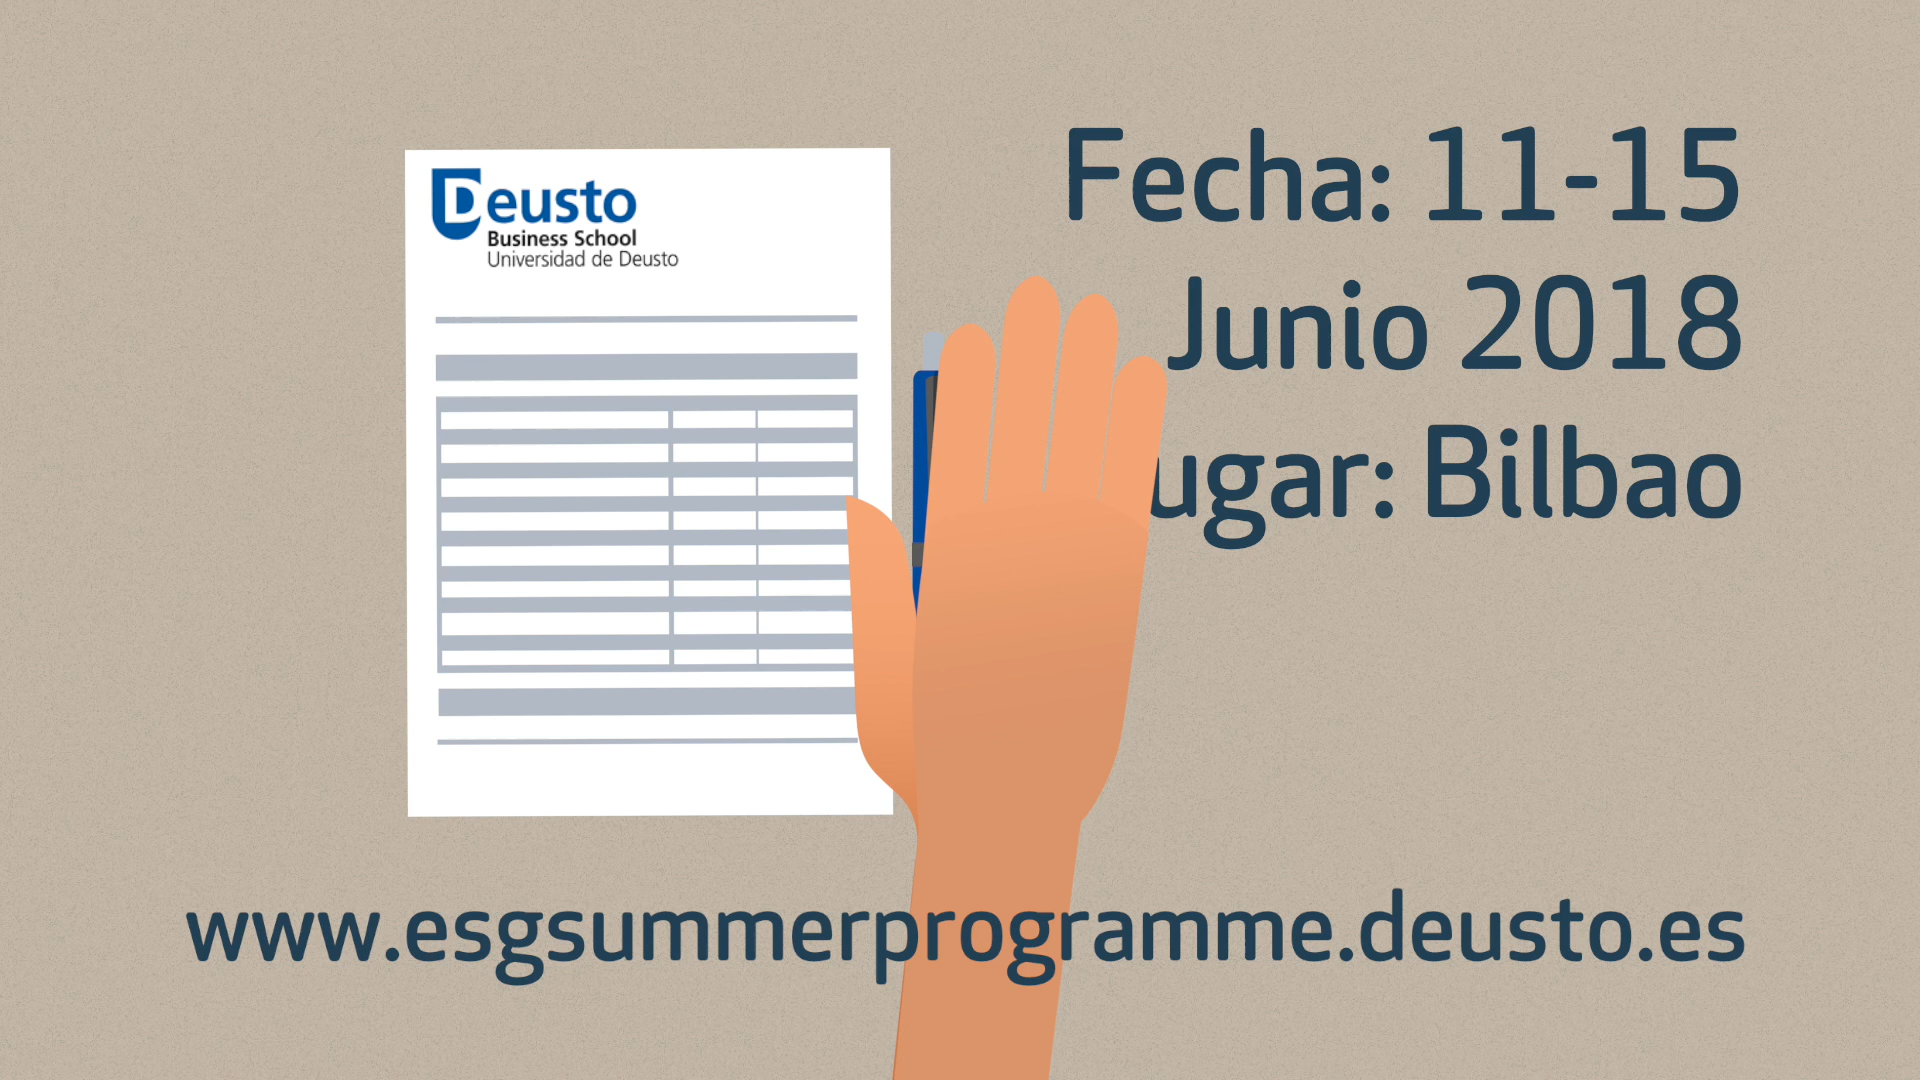 Deusto
Business School
Universidad de Deusto
Fecha: 11-15
Junio 2018
ugar: Bilbao
www.esgsummerprogramme.deusto.es